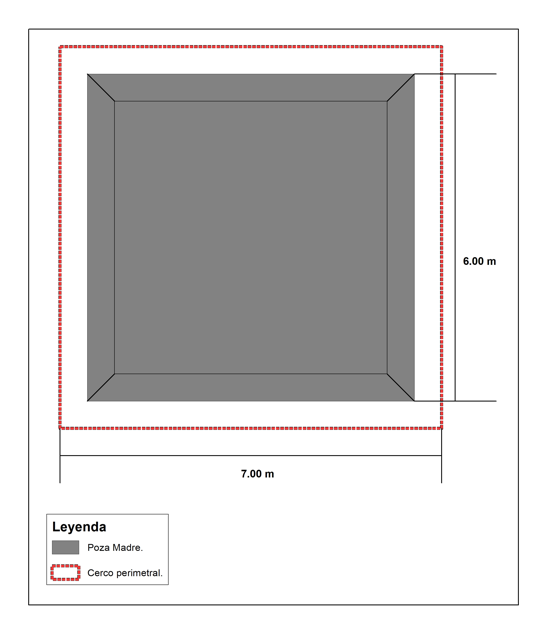 6.00 m
7.00 m
Leyenda
Poza Madre.
Cerco perimetral.